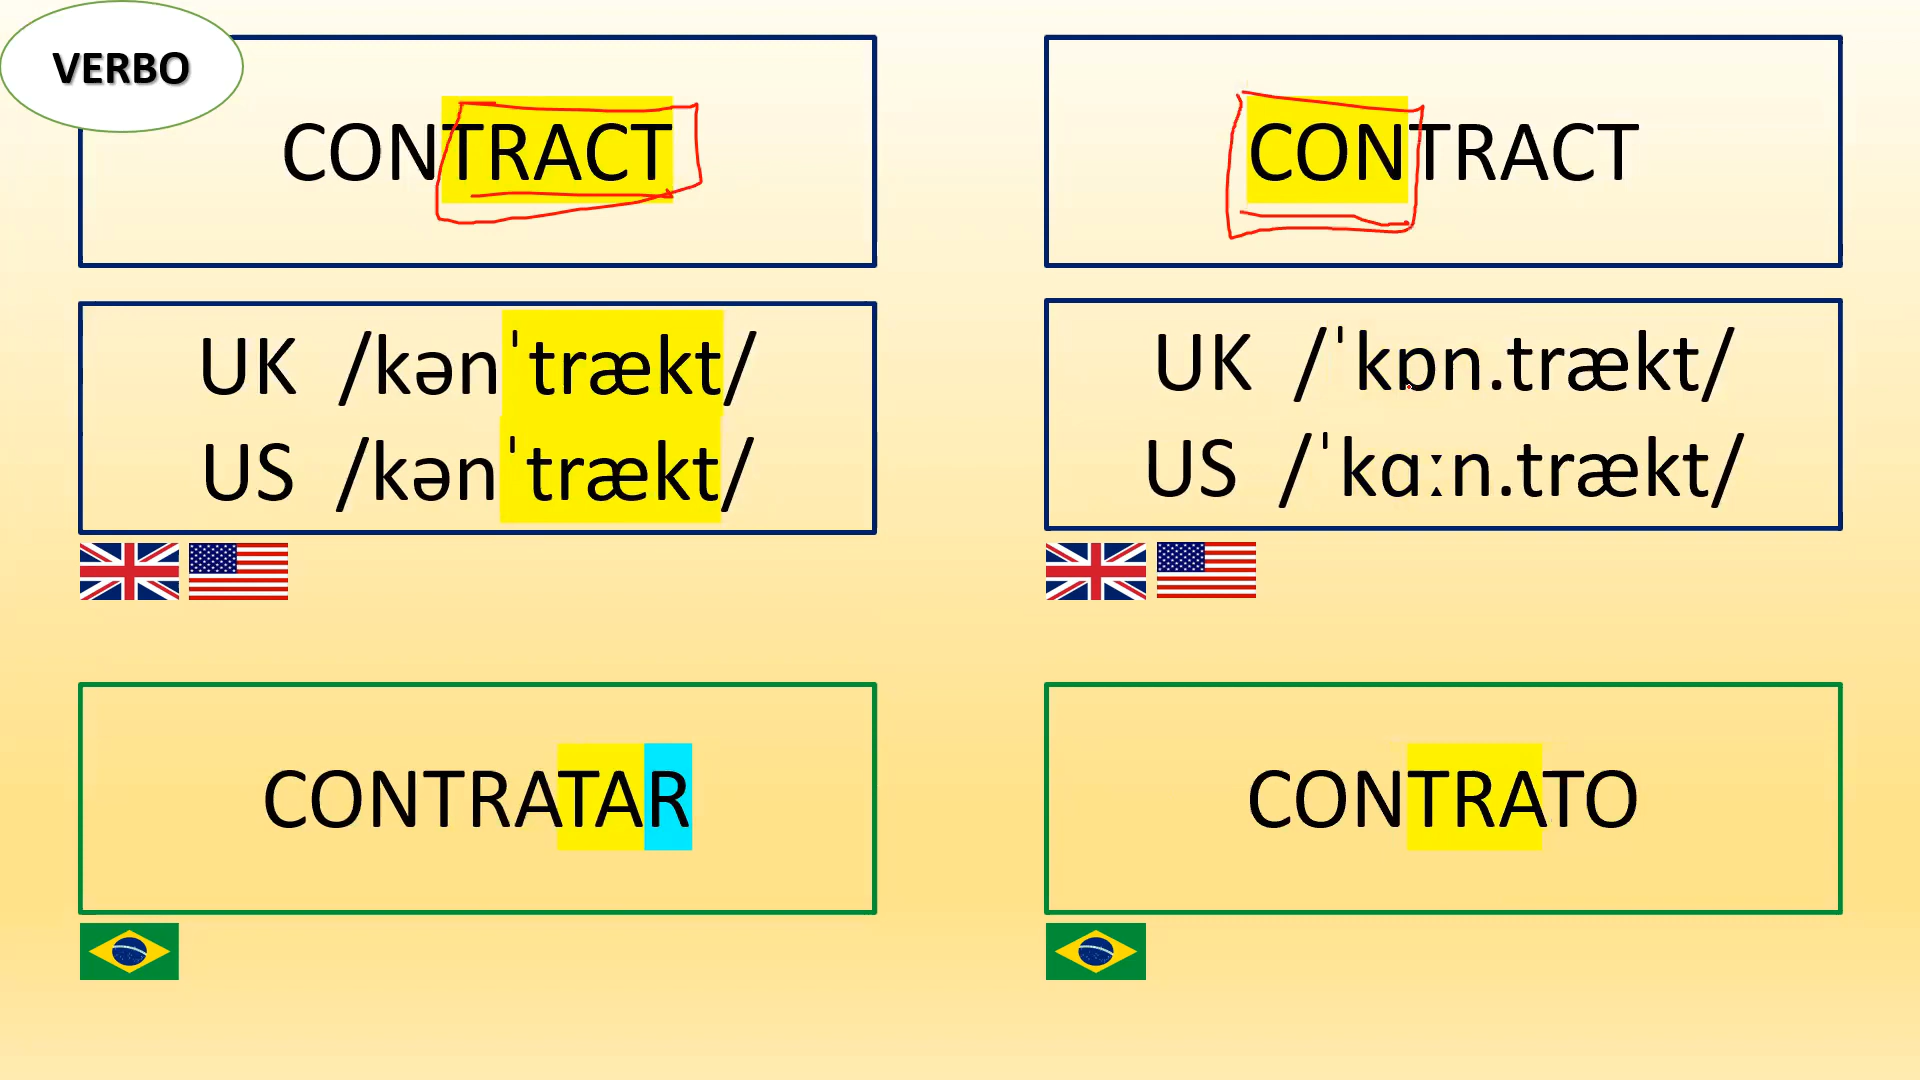 VERBO
CONTRACT
UK /kənˈtrækt/
US /kənˈtrækt/
CONTRATAR
CONTRACT
UK /ˈkɒn.trækt/
US /ˈkɑːn.trækt/
CONTRATO